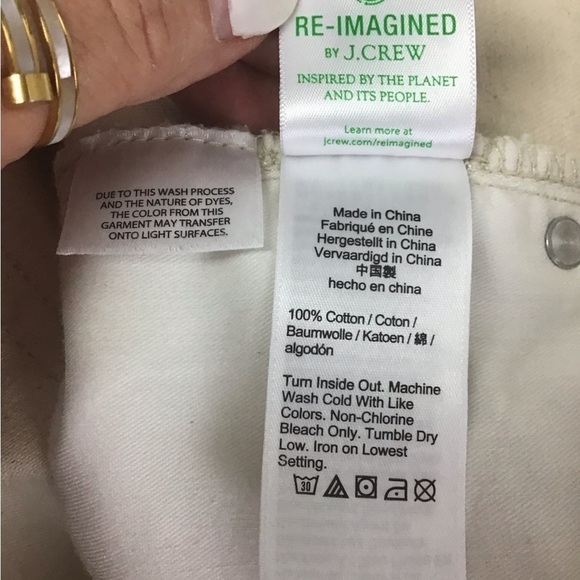 RE-IMAGINED
BY J.CREW
INSPIRED BY THE PLANET
AND ITS PEOPLE.
Learn more at
jcrew.com/reimagined
DUE TO THIS WASH PROCESS
AND THE NATURE OF DYES,
THE COLOR FROM THIS
GARMENT MAY TRANSFER
ONTO LIGHT SURFACES.
Made in China
Fabriqué en Chine
Hergestellt in China
Vervaardigd in China
中国製
hecho en china
100% Cotton / Coton /
Baumwolle / Katoen / 綿 /
algodón
Turn Inside Out. Machine
Wash Cold With Like
Colors. Non-Chlorine
Bleach Only. Tumble Dry
Low. Iron on Lowest
Setting.
30